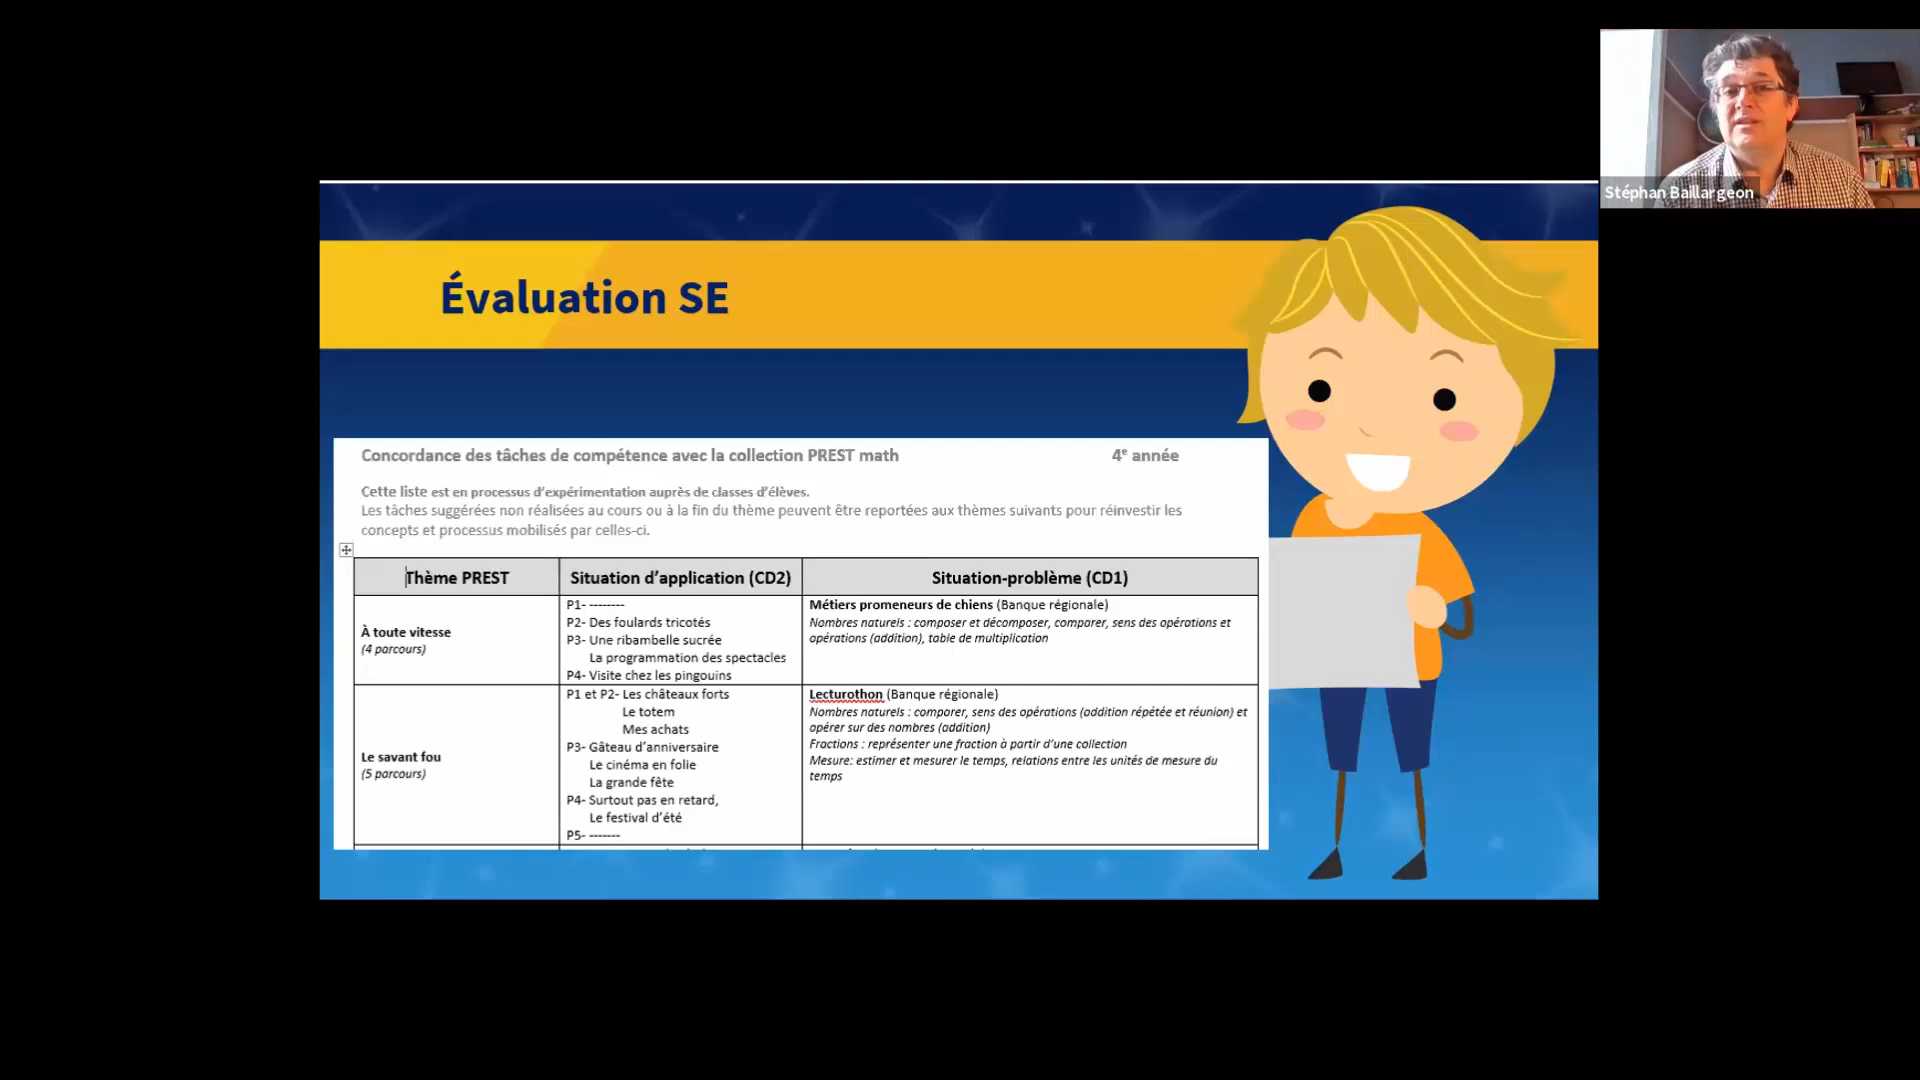 Stéphan Baillargeon
Évaluation SE
Concordance des tâches de compétence avec la collection PREST math 4e année
Cette liste est en processus d'expérimentation auprès de classes d'élèves.
Les tâches suggérées non réalisées au cours ou à la fin du thème peuvent être reportées aux thèmes suivants pour réinvestir les
concepts et processus mobilisés par celles-ci.
Thème PREST Situation d'application (CD2) Situation-problème (CD1)
À toute vitesse
(4 parcours)
P1- --------
P2- Des foulards tricotés
P3- Une ribambelle sucrée
La programmation des spectacles
P4- Visite chez les pingouins
Métiers promeneurs de chiens (Banque régionale)
Nombres naturels : composer et décomposer, comparer, sens des opérations et
opérations (addition), table de multiplication
Le savant fou
(5 parcours)
P1 et P2- Les châteaux forts
Le totem
Mes achats
P3- Gâteau d'anniversaire
Le cinéma en folie
La grande fête
P4- Surtout pas en retard,
Le festival d'été
P5- -------
Lecturothon (Banque régionale)
Nombres naturels : comparer, sens des opérations (addition répétée et réunion) et
opérer sur des nombres (addition)
Fractions : représenter une fraction à partir d'une collection
Mesure: estimer et mesurer le temps, relations entre les unités de mesure du
temps